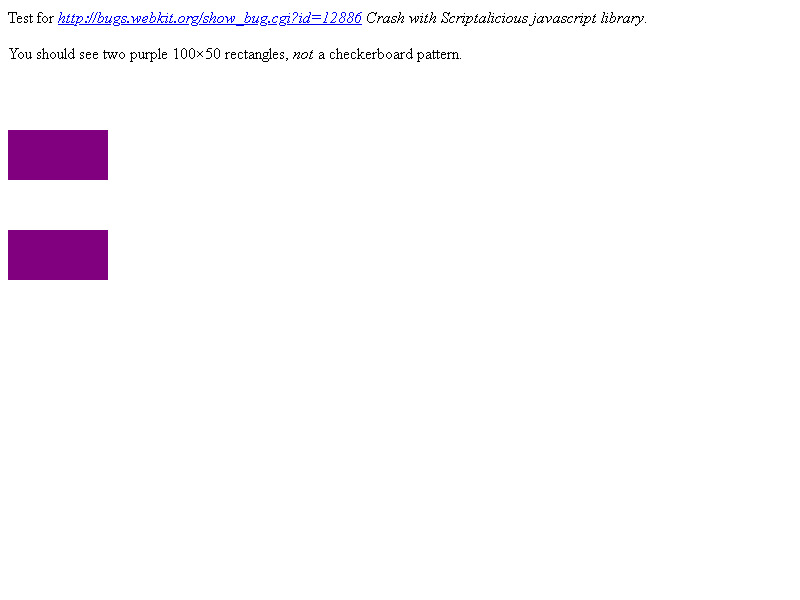 Test for http://bugs.webkit.org/show_bug.cgi?id=12886 Crash with Scriptalicious javascript library.
You should see two purple 100×50 rectangles, not a checkerboard pattern.